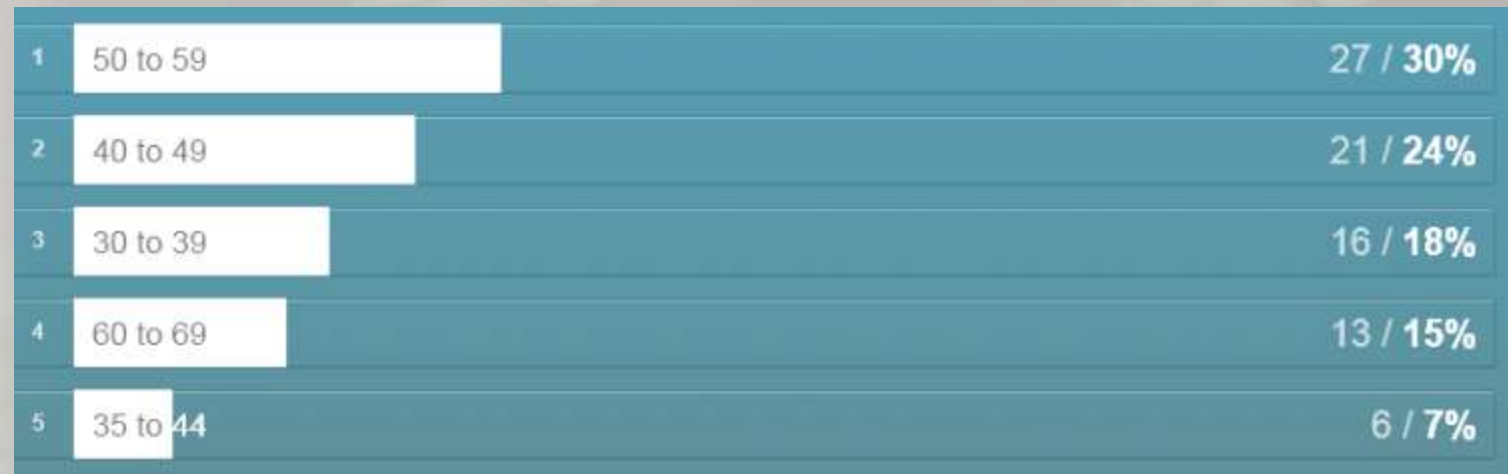 1 50 to 59 27 / 30%
2 40 to 49 21 / 24%
3 30 to 39 16 / 18%
4 60 to 69 13 / 15%
5 35 to 44 6 / 7%